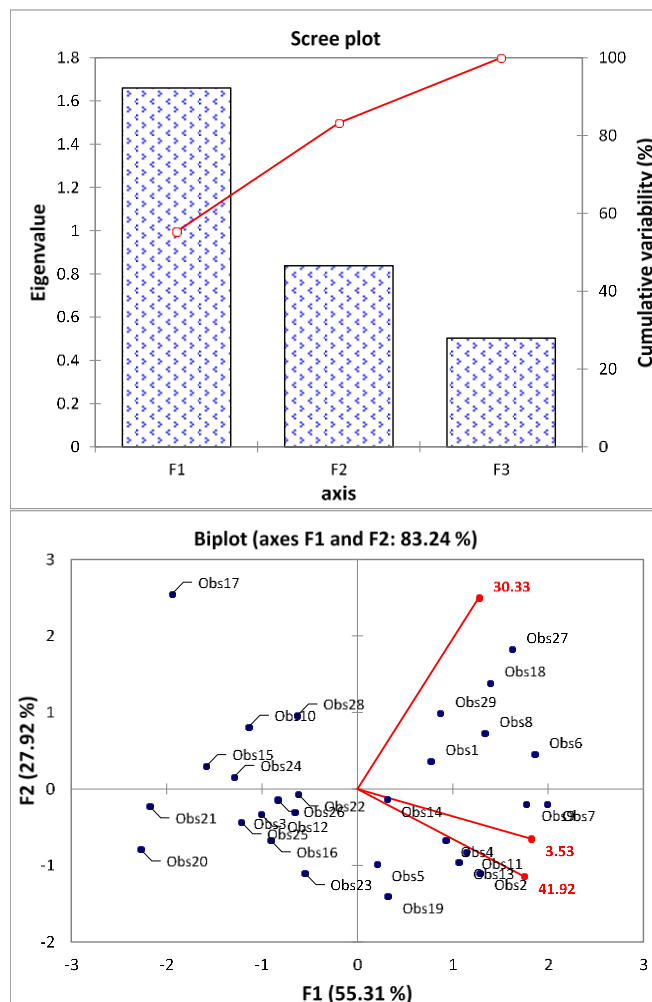 Scree plot
1.8
1.6
1.4
1.2
1
0.8
0.6
0.4
0.2
0
Eigenvalue
100
80
60
40
20
0
Cumulative variability (%)
F1 F2 F3
axis
Biplot (axes F1 and F2: 83.24 %)
3
2
1
0
-1
-2
F2 (27.92 %)
Obs17
30.33
Obs27
Obs18
Obs28
Obs29
Obs10
Obs8
Obs1
Obs6
Obs15
Obs24
Obs21
Obs22
Obs26
Obs14
Obs9
Obs7
Obs3
Obs12
Obs25
Obs16
Obs4
3.53
Obs20
Obs11
Obs23
Obs5
Obs13
Obs2
41.92
Obs19
-3 -2 -1 0 1 2 3
F1 (55.31 %)